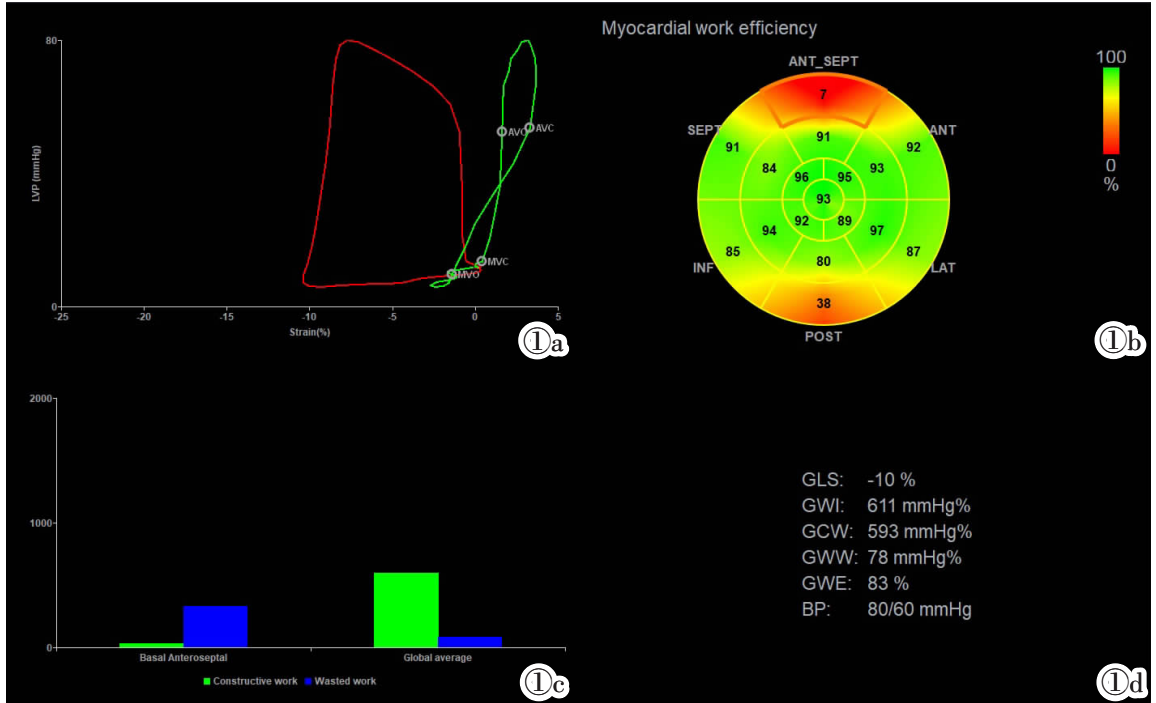 80
LVP (mmHg)
0
-25
-20
-15
-10
-5
0
5
Strain(%)
AVO
AVC
MVC
MVO
①a
Myocardial work efficiency
ANT_SEPT
SEPT
ANT
INF
LAT
POST
7
91
92
91
84
93
96
95
93
94
92
89
97
85
87
80
38
100
0
%
①b
2000
1000
0
Basal Anteroseptal
Global average
Constructive work
Wasted work
①c
GLS: -10 %
GWI: 611 mmHg%
GCW: 593 mmHg%
GWW: 78 mmHg%
GWE: 83 %
BP: 80/60 mmHg
①d